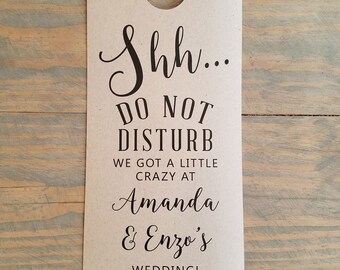 Shh...
DO NOT
DISTURB
WE GOT A LITTLE
CRAZY AT
Amanda
& Enzo's
WEDDING!